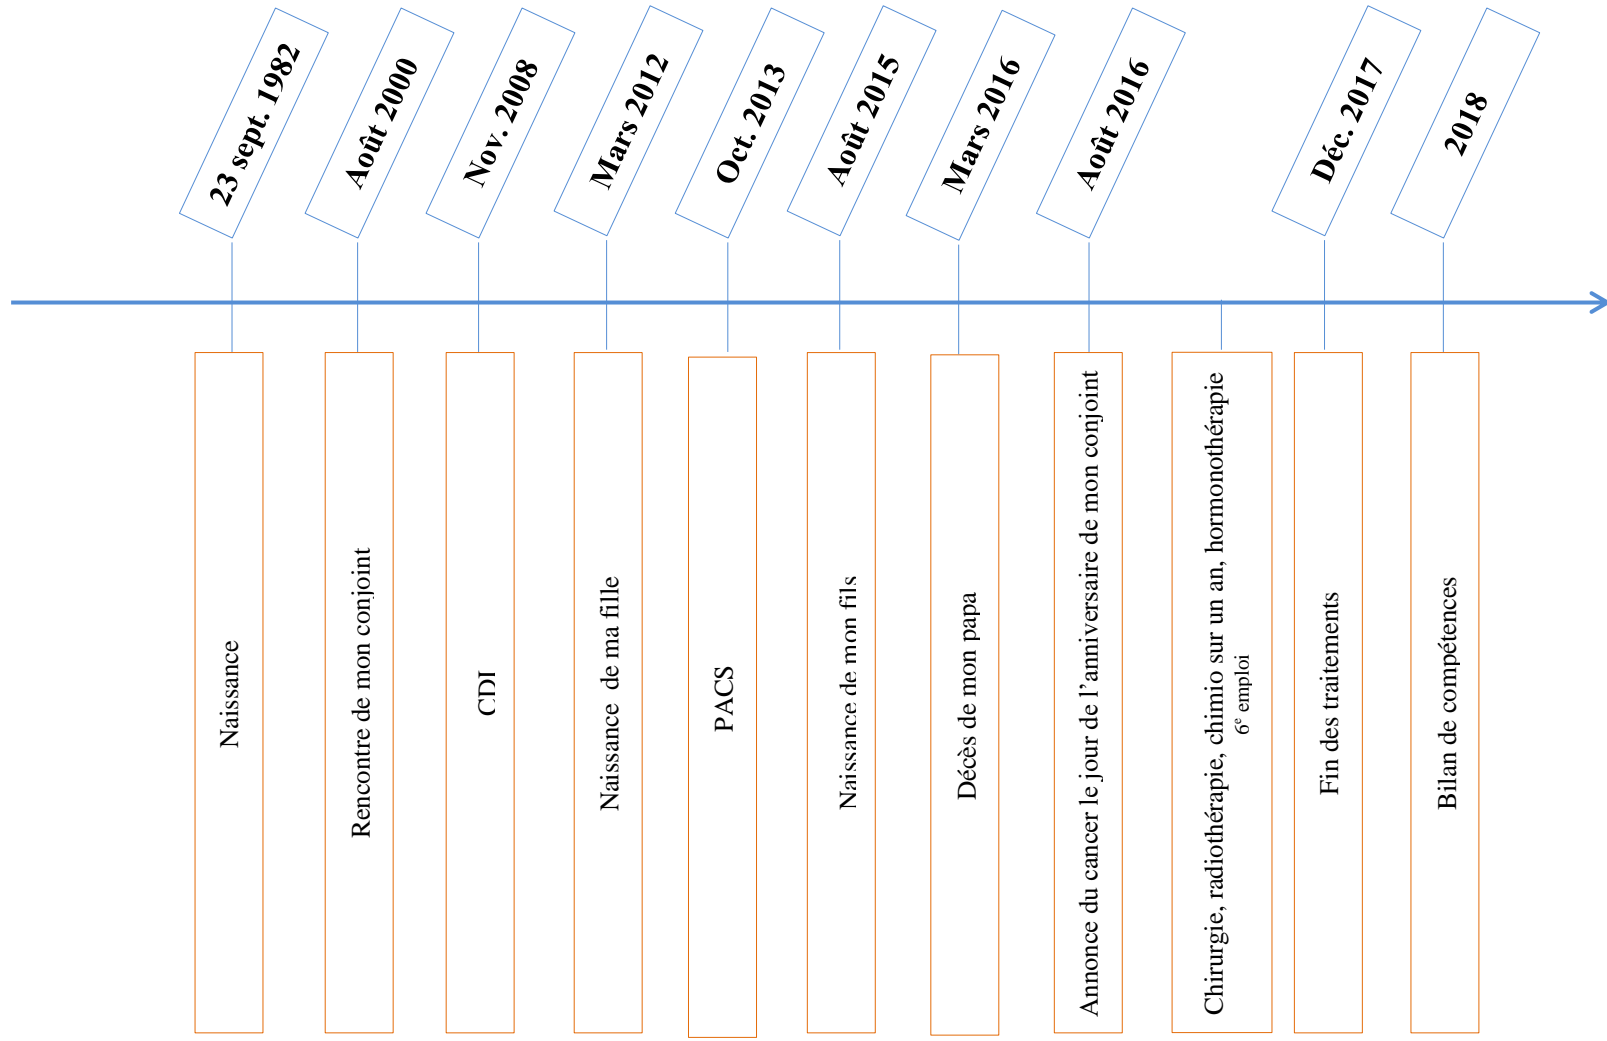 23 sept. 1982
Août 2000
Nov. 2008
Mars 2012
Oct. 2013
Août 2015
Mars 2016
Août 2016
Déc. 2017
2018
Naissance
Rencontre de mon conjoint
CDI
Naissance de ma fille
PACS
Naissance de mon fils
Décès de mon papa
Annonce du cancer le jour de l’anniversaire de mon conjoint
Chirurgie, radiothérapie, chimio sur un an, hormonothérapie
6e emploi
Fin des traitements
Bilan de compétences